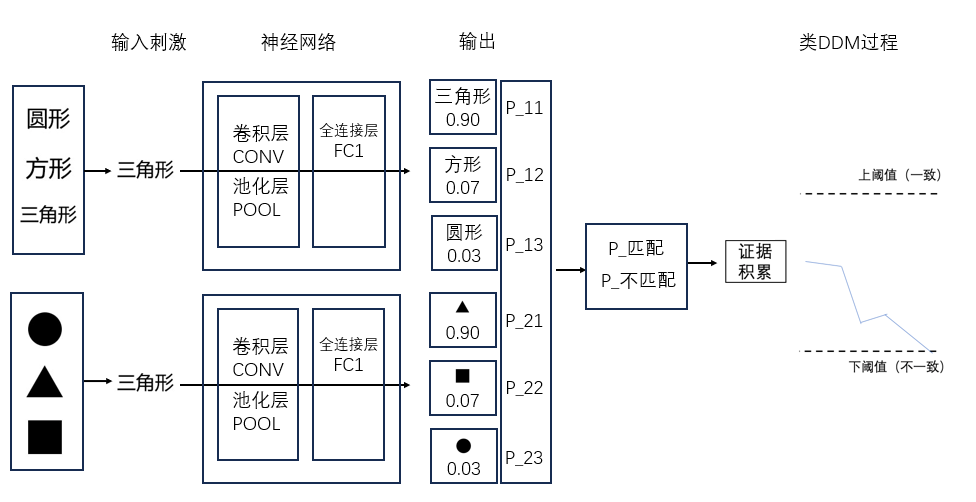 输入刺激
神经网络
输出
类DDM过程
圆形
方形
三角形
三角形
卷积层
CONV
池化层
POOL
全连接层
FC1
三角形
0.90
方形
0.07
圆形
0.03
P_11
P_12
P_13
三角形
卷积层
CONV
池化层
POOL
全连接层
FC1
0.90
0.07
0.03
P_21
P_22
P_23
P_匹配
P_不匹配
证据
积累
上阈值（一致）
下阈值（不一致）